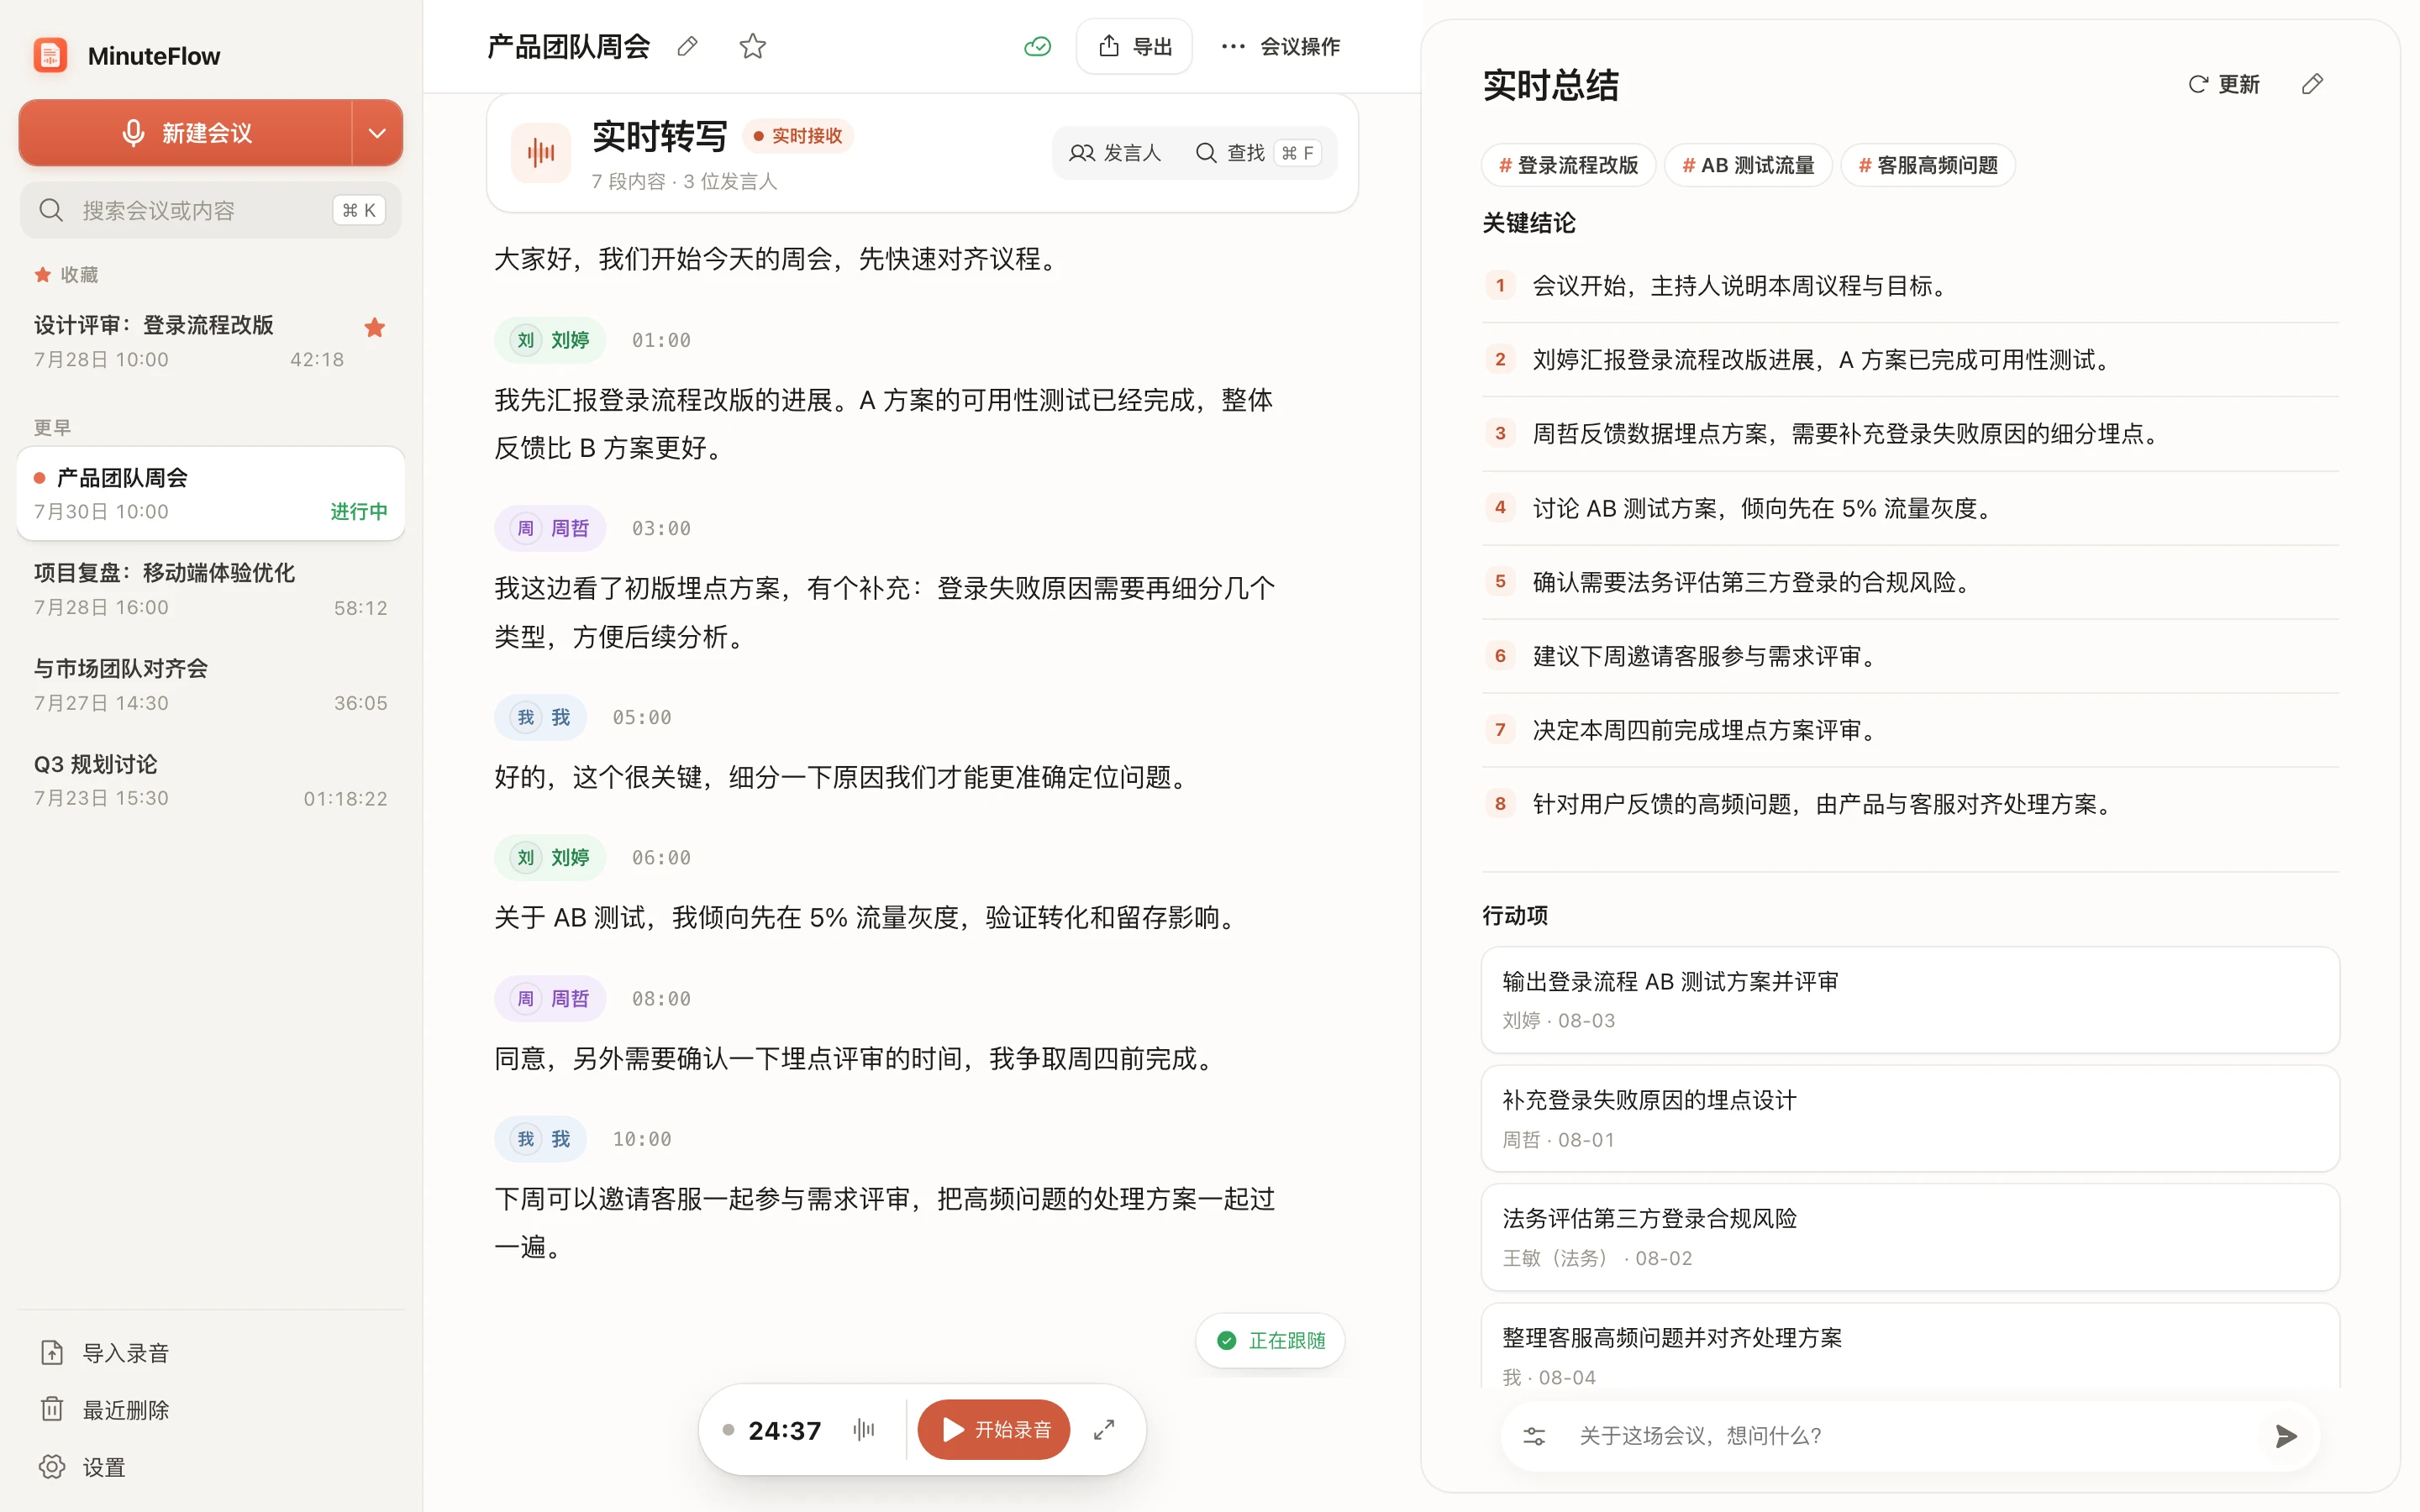 MinuteFlow
新建会议
搜索会议或内容 ⌘ K
收藏
设计评审：登录流程改版
7月28日 10:00 42:18
更早
产品团队周会
7月30日 10:00 进行中
项目复盘：移动端体验优化
7月28日 16:00 58:12
与市场团队对齐会
7月27日 14:30 36:05
Q3 规划讨论
7月23日 15:30 01:18:22
导入录音
最近删除
设置
产品团队周会 导出 会议操作
实时转写 实时接收
7 段内容 · 3 位发言人
发言人 查找 ⌘ F
大家好，我们开始今天的周会，先快速对齐议程。
刘 刘婷 01:00
我先汇报登录流程改版的进展。A 方案的可用性测试已经完成，整体
反馈比 B 方案更好。
周 周哲 03:00
我这边看了初版埋点方案，有个补充：登录失败原因需要再细分几个
类型，方便后续分析。
我 我 05:00
好的，这个很关键，细分一下原因我们才能更准确定位问题。
刘 刘婷 06:00
关于 AB 测试，我倾向先在 5% 流量灰度，验证转化和留存影响。
周 周哲 08:00
同意，另外需要确认一下埋点评审的时间，我争取周四前完成。
我 我 10:00
下周可以邀请客服一起参与需求评审，把高频问题的处理方案一起过
一遍。
正在跟随
24:37 开始录音
实时总结 更新
# 登录流程改版 # AB 测试流量 # 客服高频问题
关键结论
1 会议开始，主持人说明本周议程与目标。
2 刘婷汇报登录流程改版进展，A 方案已完成可用性测试。
3 周哲反馈数据埋点方案，需要补充登录失败原因的细分埋点。
4 讨论 AB 测试方案，倾向先在 5% 流量灰度。
5 确认需要法务评估第三方登录的合规风险。
6 建议下周邀请客服参与需求评审。
7 决定本周四前完成埋点方案评审。
8 针对用户反馈的高频问题，由产品与客服对齐处理方案。
行动项
输出登录流程 AB 测试方案并评审
刘婷 · 08-03
补充登录失败原因的埋点设计
周哲 · 08-01
法务评估第三方登录合规风险
王敏（法务） · 08-02
整理客服高频问题并对齐处理方案
我 · 08-04
关于这场会议，想问什么?